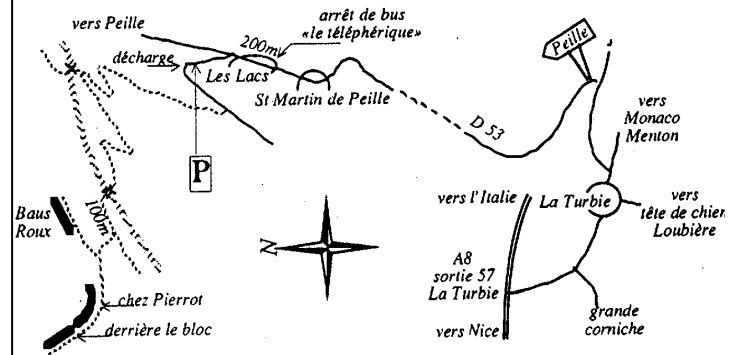 arrêt de bus
«le téléphérique»
vers Peille
200m
décharge
Les Lacs
St Martin de Peille
Peille
D 53
vers
Monaco
Menton
P
100m
Baus
Roux
N
vers l'Italie
La Turbie
vers
tête de chien
Loubière
A8
sortie 57
La Turbie
chez Pierrot
derrière le bloc
vers Nice
grande
corniche